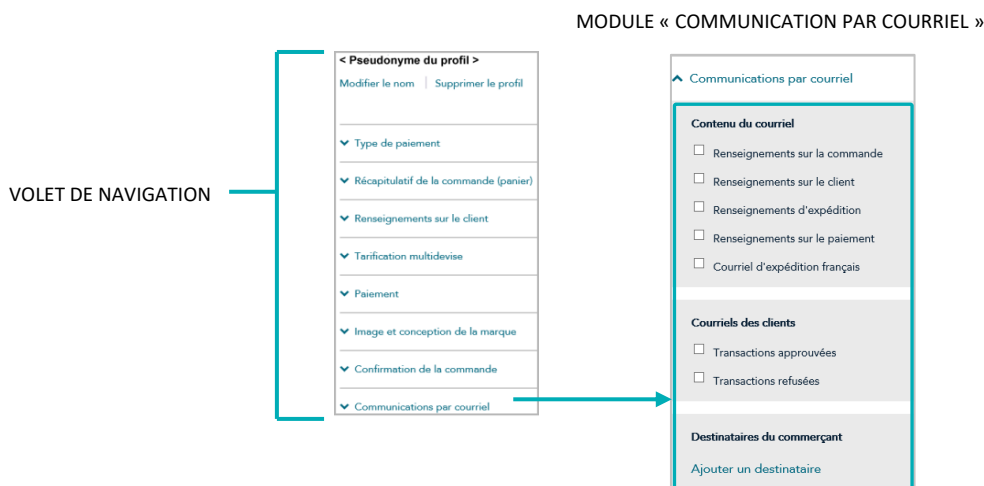 MODULE « COMMUNICATION PAR COURRIEL »
VOLET DE NAVIGATION
< Pseudonyme du profil >
Modifier le nom | Supprimer le profil
Type de paiement
Récapitulatif de la commande (panier)
Renseignements sur le client
Tarification multidevise
Paiement
Image et conception de la marque
Confirmation de la commande
Communications par courriel
Communications par courriel
Contenu du courriel
Renseignements sur la commande
Renseignements sur le client
Renseignements d'expédition
Renseignements sur le paiement
Courriel d'expédition français
Courriels des clients
Transactions approuvées
Transactions refusées
Destinataires du commerçant
Ajouter un destinataire